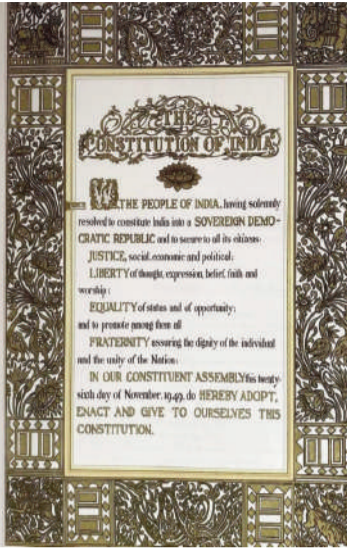 THE
CONSTITUTION OF INDIA
WE, THE PEOPLE OF INDIA, having solemnly
resolved to constitute India into a SOVEREIGN DEMO-
CRATIC REPUBLIC and to secure to all its citizens:
JUSTICE, social, economic and political;
LIBERTY of thought, expression, belief, faith and
worship;
EQUALITY of status and of opportunity;
and to promote among them all
FRATERNITY assuring the dignity of the individual
and the unity of the Nation;
IN OUR CONSTITUENT ASSEMBLY this twenty-
sixth day of November, 1949, do HEREBY ADOPT,
ENACT AND GIVE TO OURSELVES THIS
CONSTITUTION.